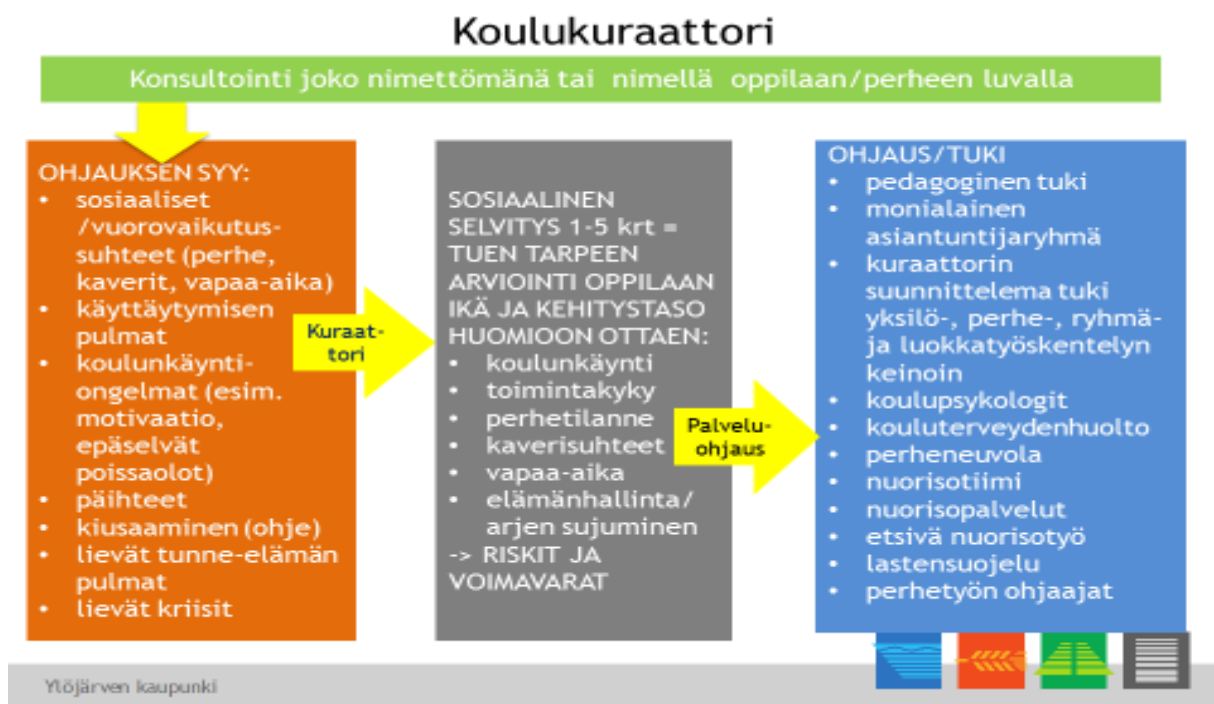 Koulukuraattori
Konsultointi joko nimettömänä tai nimellä oppilaan/perheen luvalla
OHJAUKSEN SYY:
• sosiaaliset
/vuorovaikutus-
suhteet (perhe,
kaverit, vapaa-aika)
• käyttäytymisen
pulmat
• koulunkäynti-
ongelmat (esim.
motivaatio,
epäselvät
poissaolot)
• päihteet
• kiusaaminen (ohje)
• lievät tunne-elämän
pulmat
• lievät kriisit
Kuraat-
tori
SOSIAALINEN
SELVITYS 1-5 krt =
TUEN TARPEEN
ARVIOINTI OPPILAAN
IKÄ JA KEHITYSTASO
HUOMIOON OTTAEN:
• koulunkäynti
• toimintakyky
• perhetilanne
• kaverisuhteet
• vapaa-aika
• elämänhallinta/
arjen sujuminen
-> RISKIT JA
VOIMAVARAT
Palvelu-
ohjaus
OHJAUS/TUKI
• pedagoginen tuki
• monialainen
asiantuntijaryhmä
• kuraattorin
suunnittelema tuki
yksilö-, perhe-, ryhmä-
ja luokkatyöskentelyn
keinoin
• koulupsykologit
• kouluterveydenhuolto
• perheneuvola
• nuorisotiimi
• nuorisopalvelut
• etsivä nuorisotyö
• lastensuojelu
• perhetyön ohjaajat
Ylöjärven kaupunki